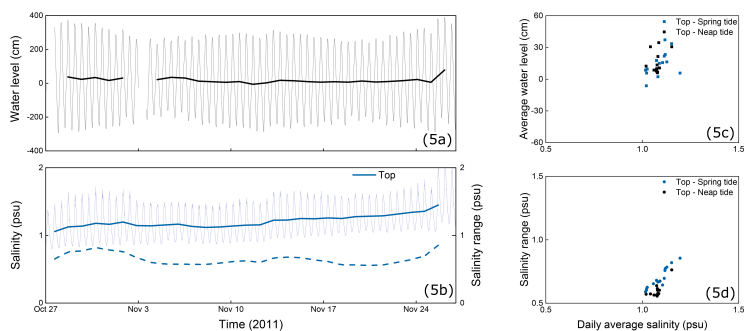 400
200
0
-200
-400
Water level (cm)
(5a)
2
1
0
Salinity (psu)
Top
2
1
0
Salinity range (psu)
(5b)
Oct 27
Nov 3
Nov 10
Nov 17
Nov 24
Time (2011)
60
30
0
-30
-60
Average water level (cm)
Top - Spring tide
Top - Neap tide
(5c)
0.5
1.0
1.5
1.5
1.0
0.5
Salinity range (psu)
Top - Spring tide
Top - Neap tide
(5d)
0.5
1.0
1.5
Daily average salinity (psu)